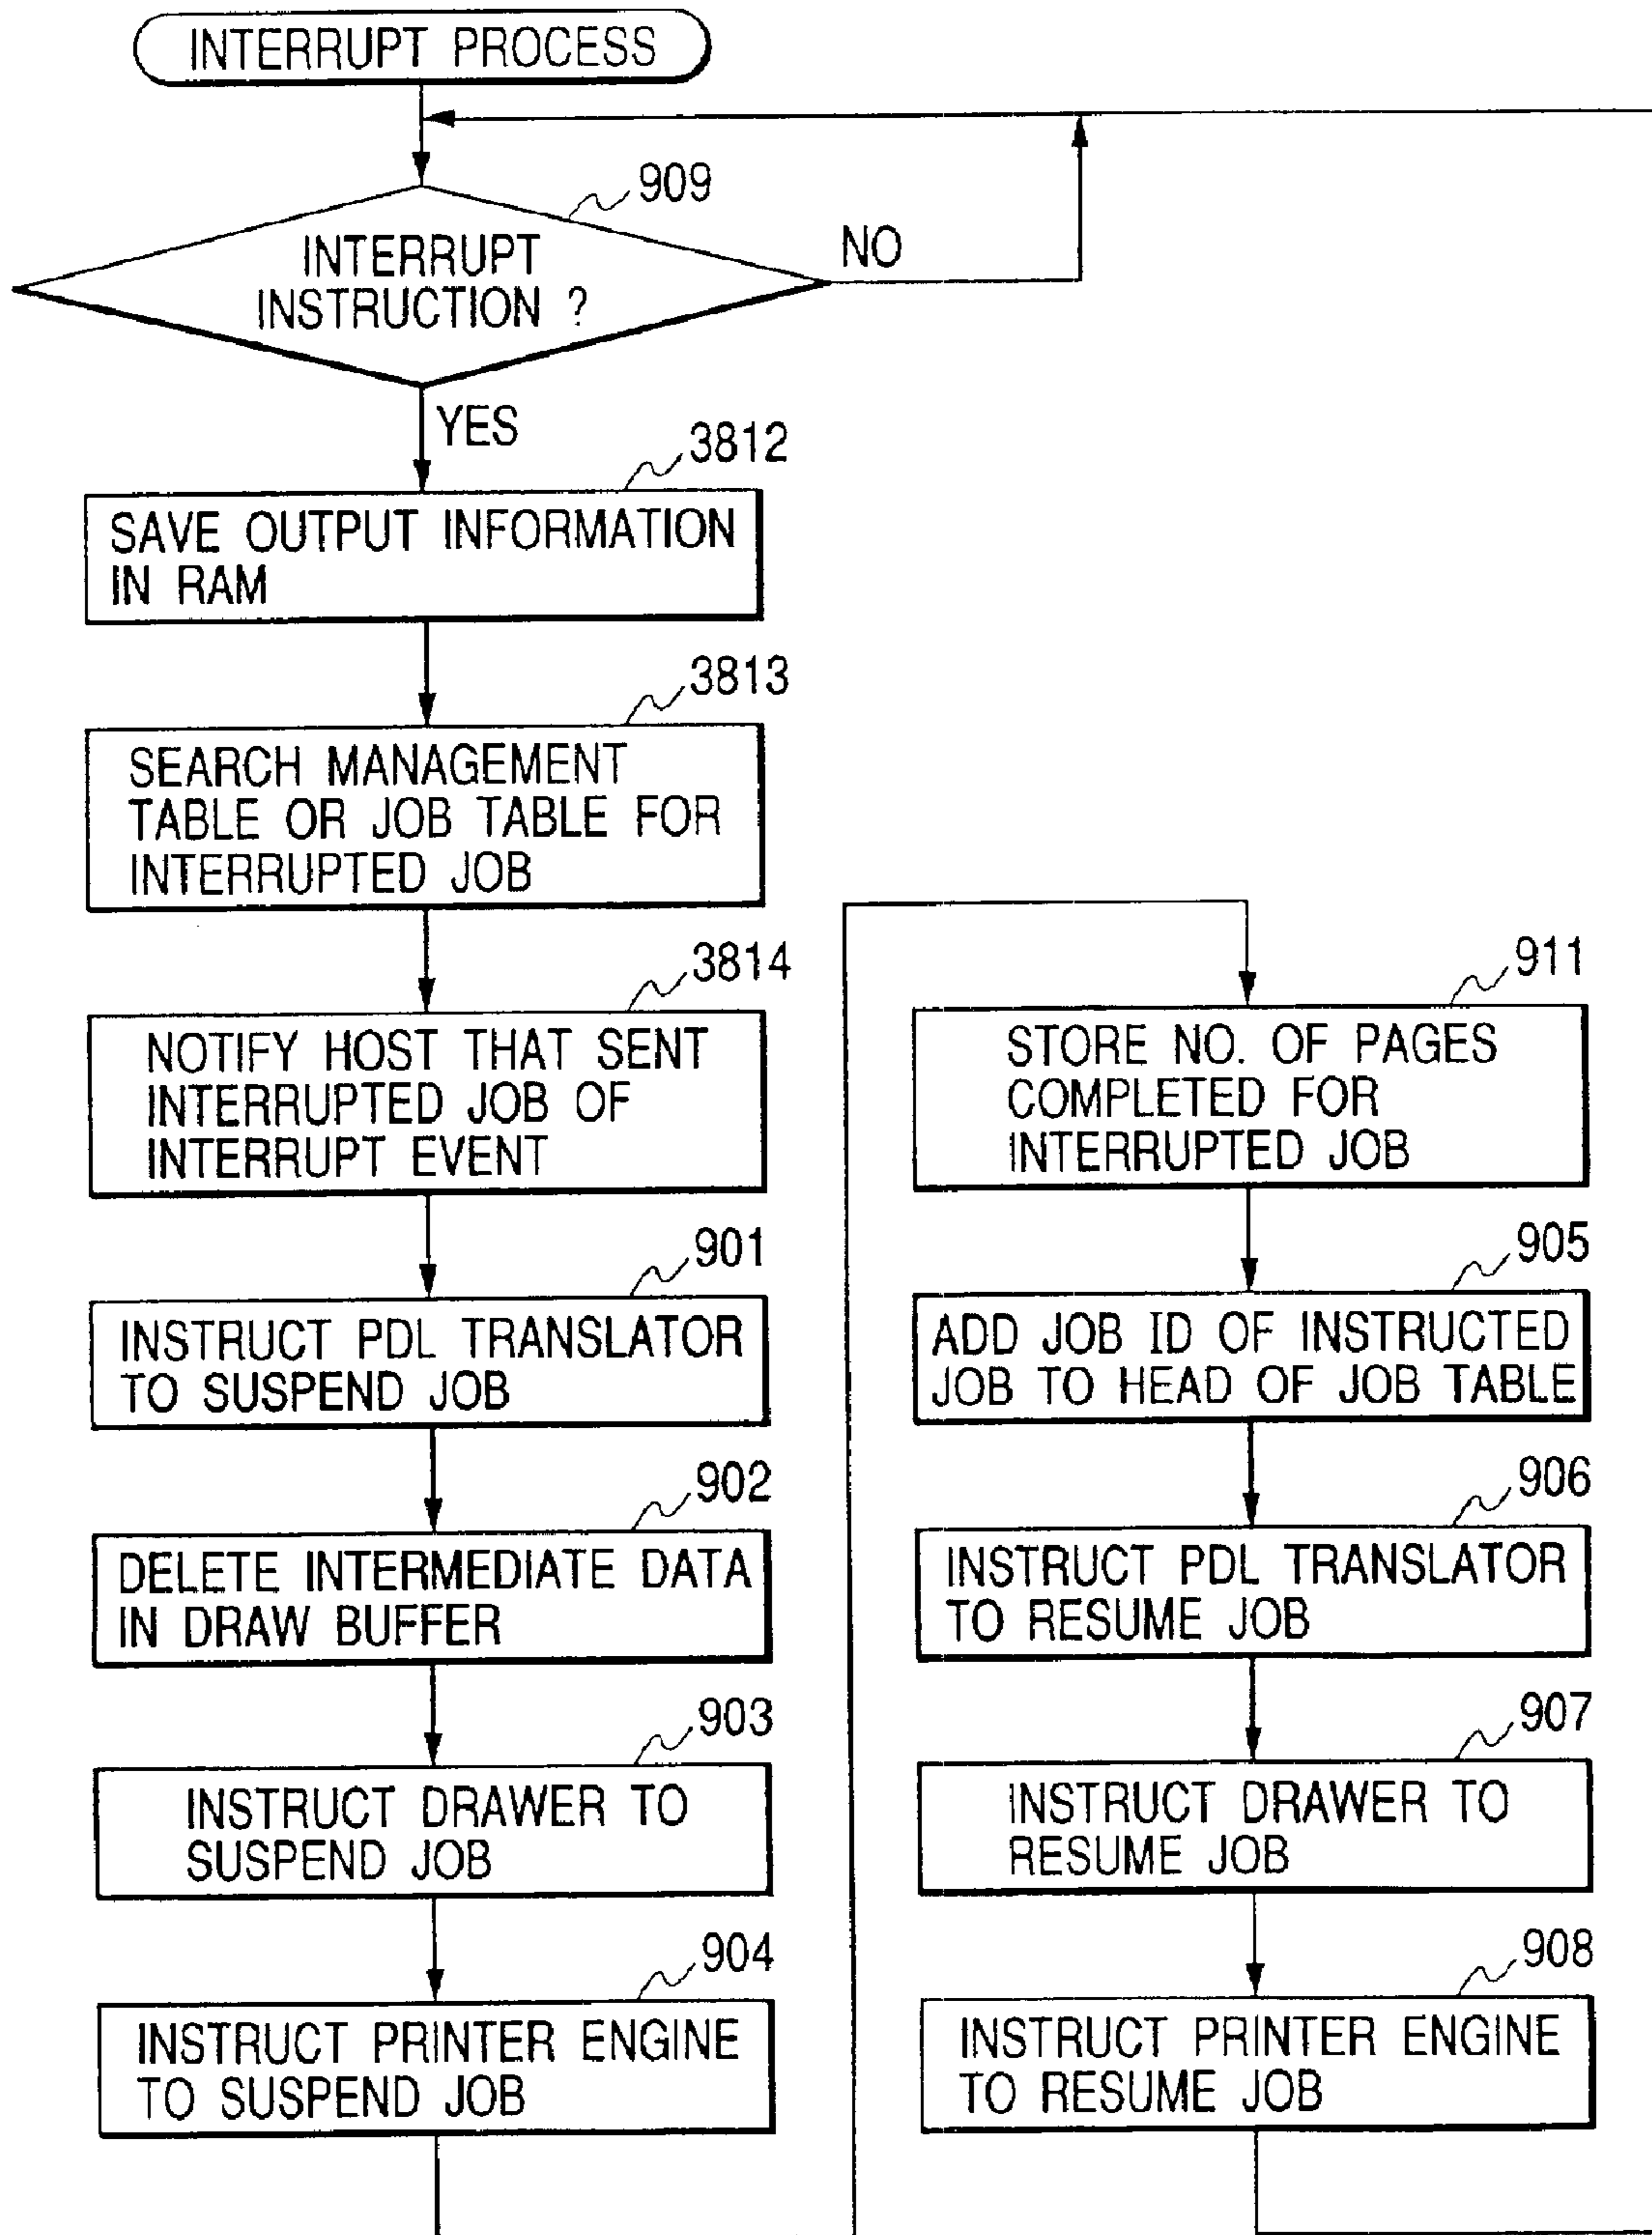 INTERRUPT PROCESS
909
INTERRUPT
INSTRUCTION ?
NO
YES
3812
SAVE OUTPUT INFORMATION
IN RAM
3813
SEARCH MANAGEMENT
TABLE OR JOB TABLE FOR
INTERRUPTED JOB
3814
NOTIFY HOST THAT SENT
INTERRUPTED JOB OF
INTERRUPT EVENT
901
INSTRUCT PDL TRANSLATOR
TO SUSPEND JOB
902
DELETE INTERMEDIATE DATA
IN DRAW BUFFER
903
INSTRUCT DRAWER TO
SUSPEND JOB
904
INSTRUCT PRINTER ENGINE
TO SUSPEND JOB
911
STORE NO. OF PAGES
COMPLETED FOR
INTERRUPTED JOB
905
ADD JOB ID OF INSTRUCTED
JOB TO HEAD OF JOB TABLE
906
INSTRUCT PDL TRANSLATOR
TO RESUME JOB
907
INSTRUCT DRAWER TO
RESUME JOB
908
INSTRUCT PRINTER ENGINE
TO RESUME JOB